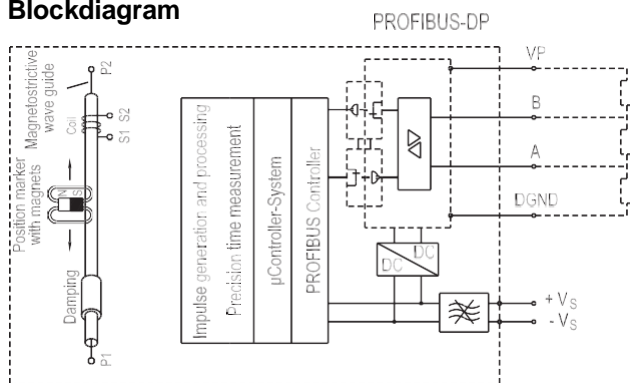 Blockdiagram
PROFIBUS-DP
Magnetostrictive
wave guide
P2
Coil
S1 S2
Position marker
with magnets
N
S
Damping
P1
Impulse generation and processing
Precision time measurement
µController-System
PROFIBUS Controller
DC
DC
VP
B
A
DGND
+ VS
- VS